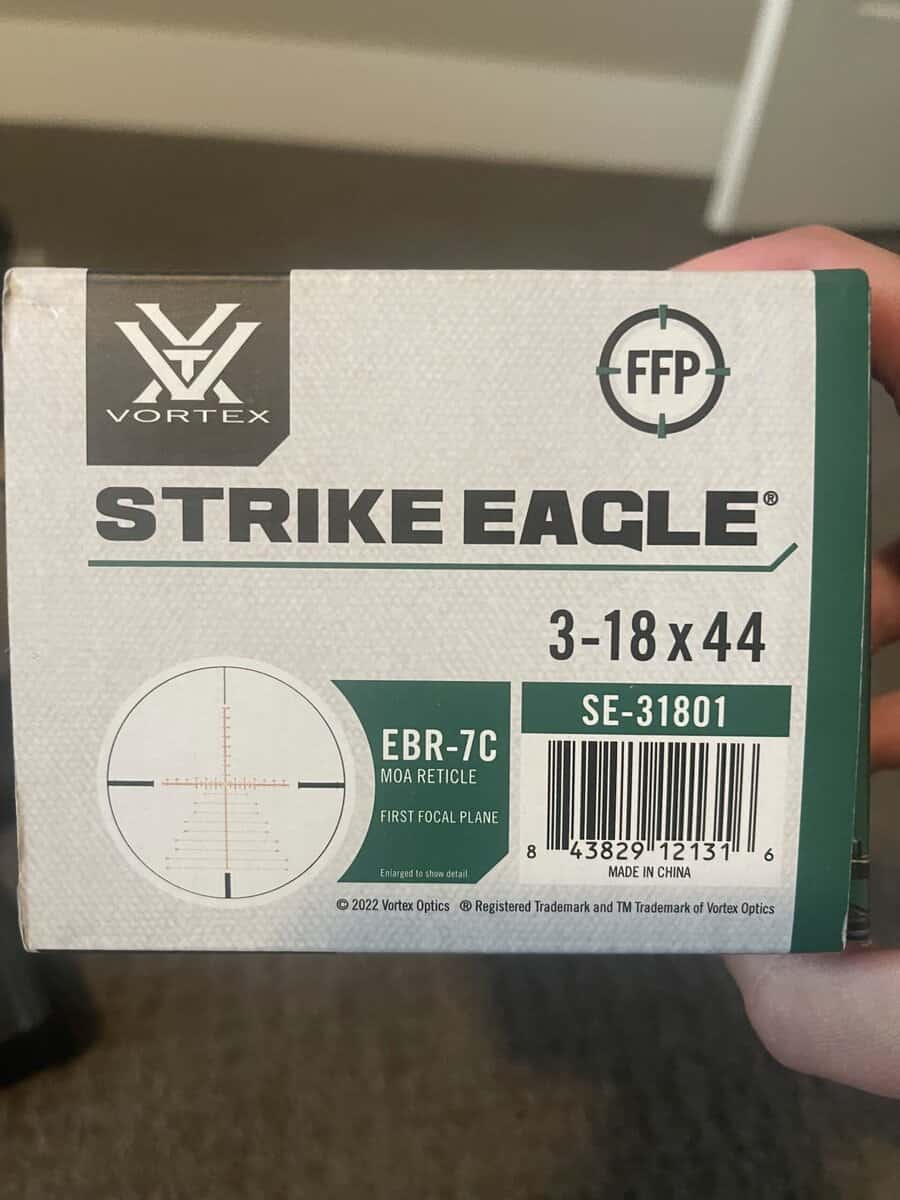 VORTEX
FFP
STRIKE EAGLE®
3-18x44
EBR-7C
MOA RETICLE
FIRST FOCAL PLANE
Enlarged to show detail
SE-31801
8 43829 12131 6
MADE IN CHINA
© 2022 Vortex Optics ® Registered Trademark and TM Trademark of Vortex Optics